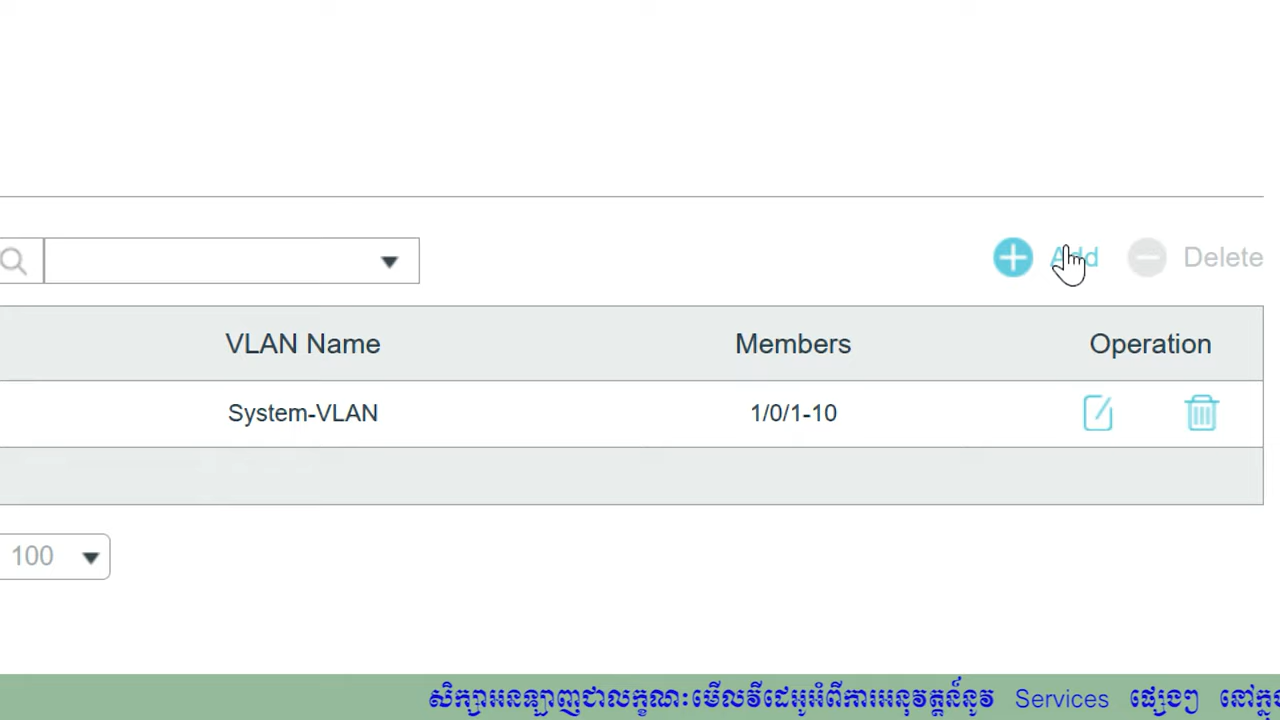 Add Delete
VLAN Name Members Operation
System-VLAN 1/0/1-10
100
សិក្សាអនឡាញជាលក្ខណៈមើលវីដេអូអំពីការអនុវត្តន៍នូវ Services ផ្សេងៗ នៅក្នុ